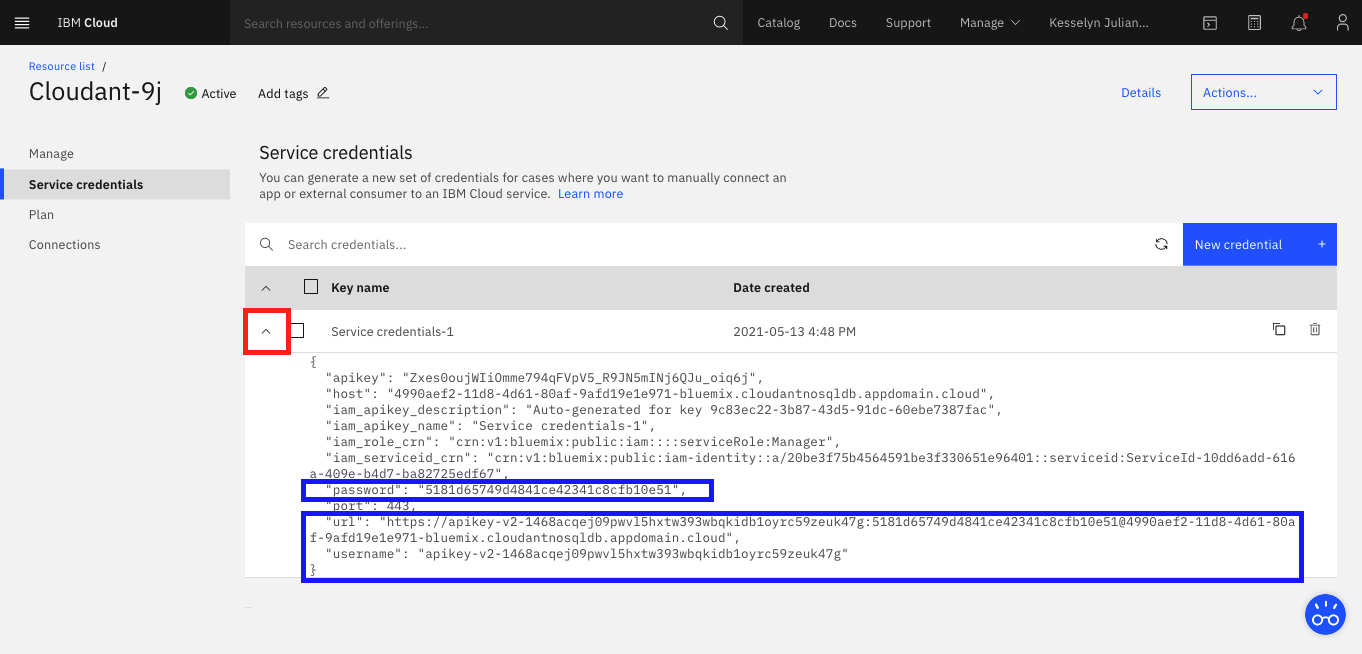 IBM Cloud
Search resources and offerings...
Catalog
Docs
Support
Manage
Kesselyn Julian...
Resource list /
Cloudant-9j
Active
Add tags
Details
Actions...
Manage
Service credentials
Plan
Connections
Service credentials
You can generate a new set of credentials for cases where you want to manually connect an
app or external consumer to an IBM Cloud service. Learn more
Search credentials...
New credential +
Key name
Date created
Service credentials-1
2021-05-13 4:48 PM
{
"apikey": "Zxes0oujWIiOmme794qFVpV5_R9JN5mINj6QJu_oiq6j",
"host": "4990aef2-11d8-4d61-80af-9afd19e1e971-bluemix.cloudantnosqldb.appdomain.cloud",
"iam_apikey_description": "Auto-generated for key 9c83ec22-3b87-43d5-91dc-60ebe7387fac",
"iam_apikey_name": "Service credentials-1",
"iam_role_crn": "crn:v1:bluemix:public:iam::::serviceRole:Manager",
"iam_serviceid_crn": "crn:v1:bluemix:public:iam-identity::a/20be3f75b4564591be3f330651e96401::serviceid:ServiceId-10dd6add-616
a-409e-b4d7-ba82725edf67",
"password": "5181d65749d4841ce42341c8cfb10e51",
"port": 443,
"url": "https://apikey-v2-1468acqej09pwvl5hxtw393wbqkidb1oyrc59zeuk47g:5181d65749d4841ce42341c8cfb10e51@4990aef2-11d8-4d61-80a
f-9afd19e1e971-bluemix.cloudantnosqldb.appdomain.cloud",
"username": "apikey-v2-1468acqej09pwvl5hxtw393wbqkidb1oyrc59zeuk47g"
}